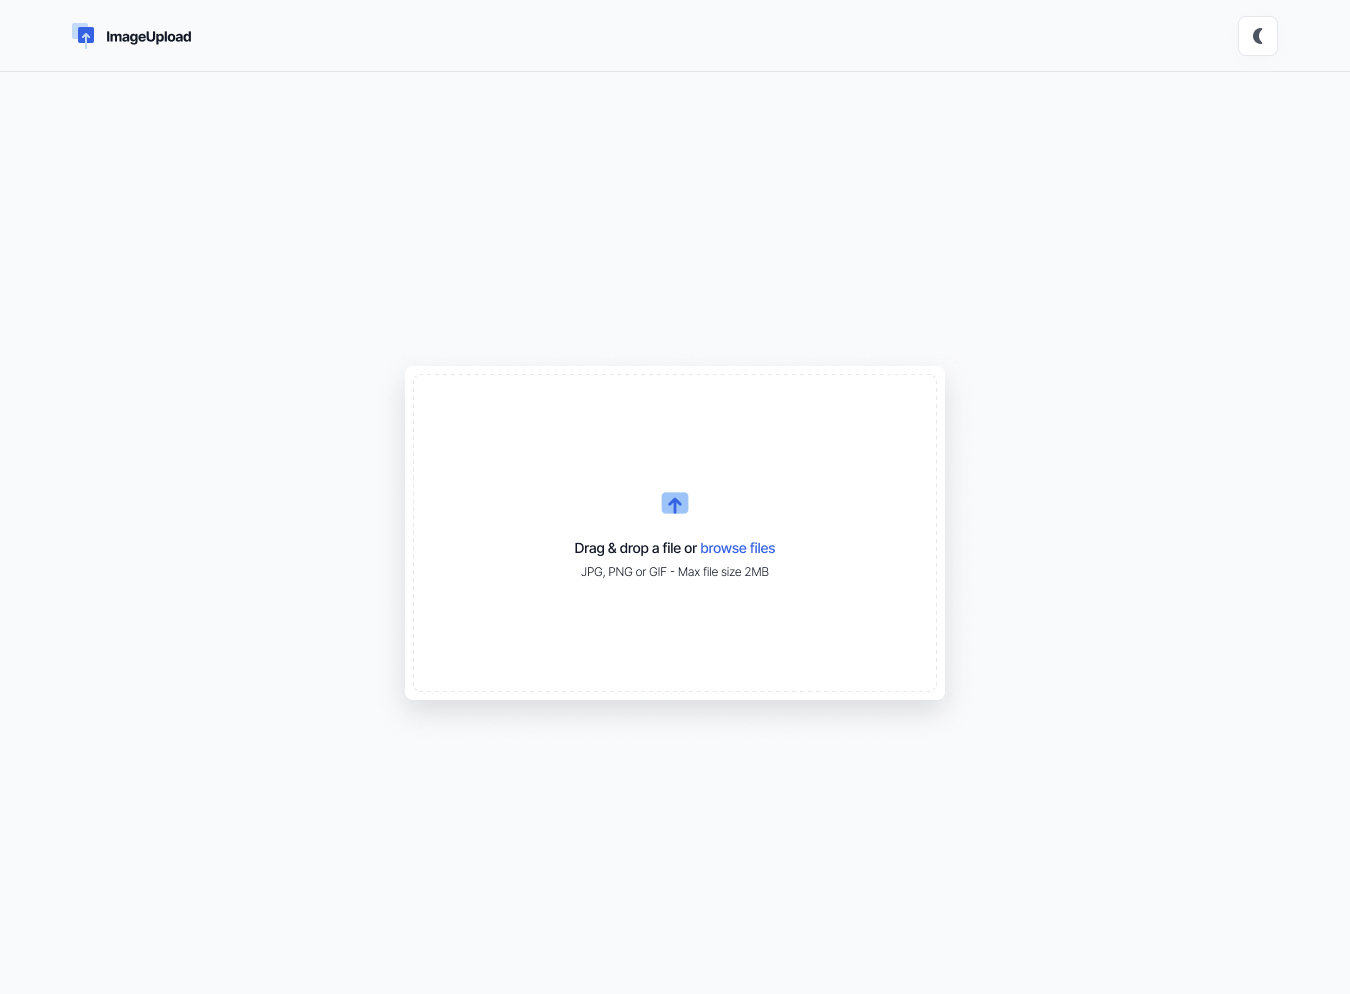 ImageUpload
Drag & drop a file or browse files
JPG, PNG or GIF - Max file size 2MB